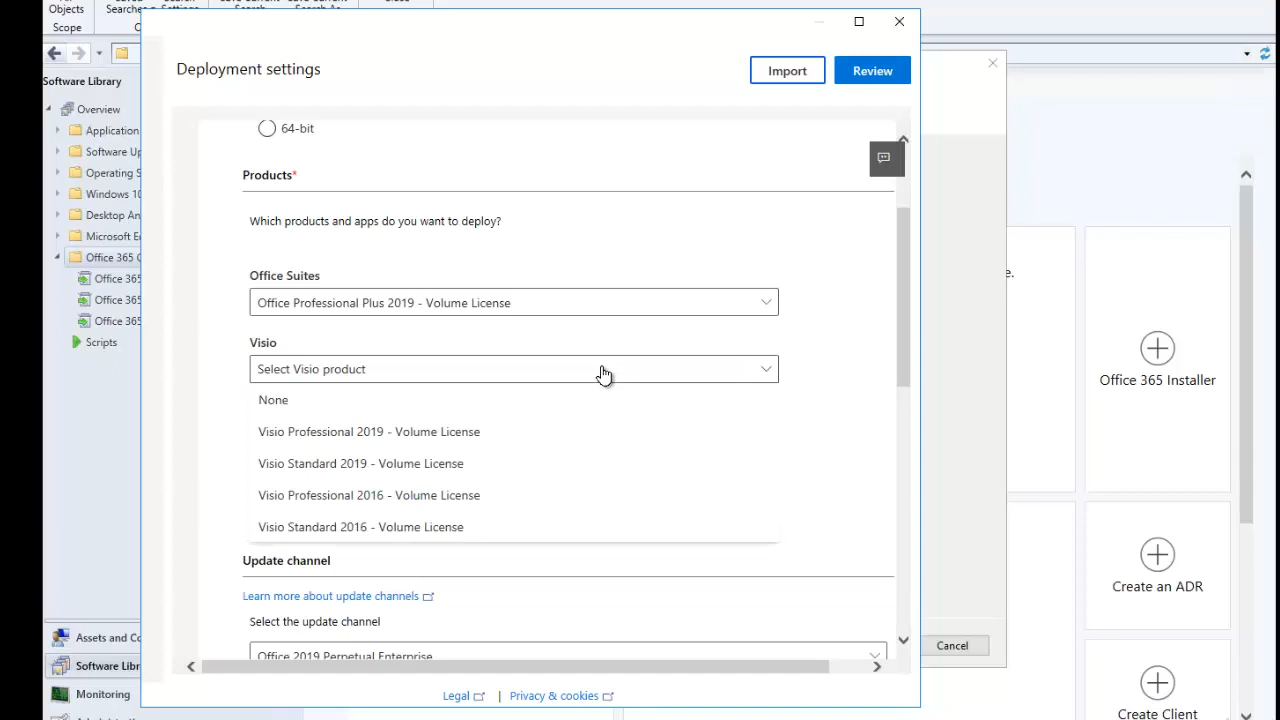 Objects
Settings
Close
Scope
Deployment settings
Import
Review
Software Library
Overview
Application
Software Up
Operating S
Windows 10
Desktop An
Microsoft E
Office 365 C
Office 365
Office 365
Office 365
Scripts
64-bit
Products*
Which products and apps do you want to deploy?
Office Suites
Office Professional Plus 2019 - Volume License
Visio
Select Visio product
None
Visio Professional 2019 - Volume License
Visio Standard 2019 - Volume License
Visio Professional 2016 - Volume License
Visio Standard 2016 - Volume License
Update channel
Learn more about update channels
Select the update channel
Office 2019 Perpetual Enterprise
Legal | Privacy & cookies
Assets and Co
Software Libr
Monitoring
e.
Office 365 Installer
Create an ADR
Cancel
Create Client